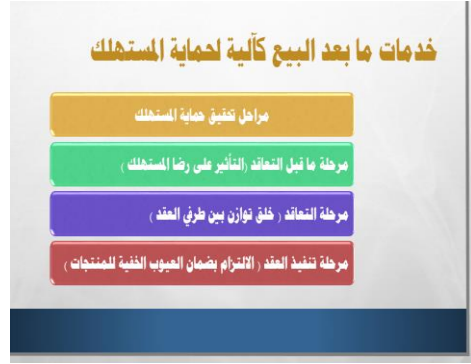 خدمات ما بعد البيع كآلية لحماية المستهلك
مراحل تحقيق حماية المستهلك
مرحلة ما قبل التعاقد (التأثير على رضا المستهلك )
مرحلة التعاقد ( خلق توازن بين طرفي العقد )
مرحلة تنفيذ العقد ( الالتزام بضمان العيوب الخفية للمنتجات )